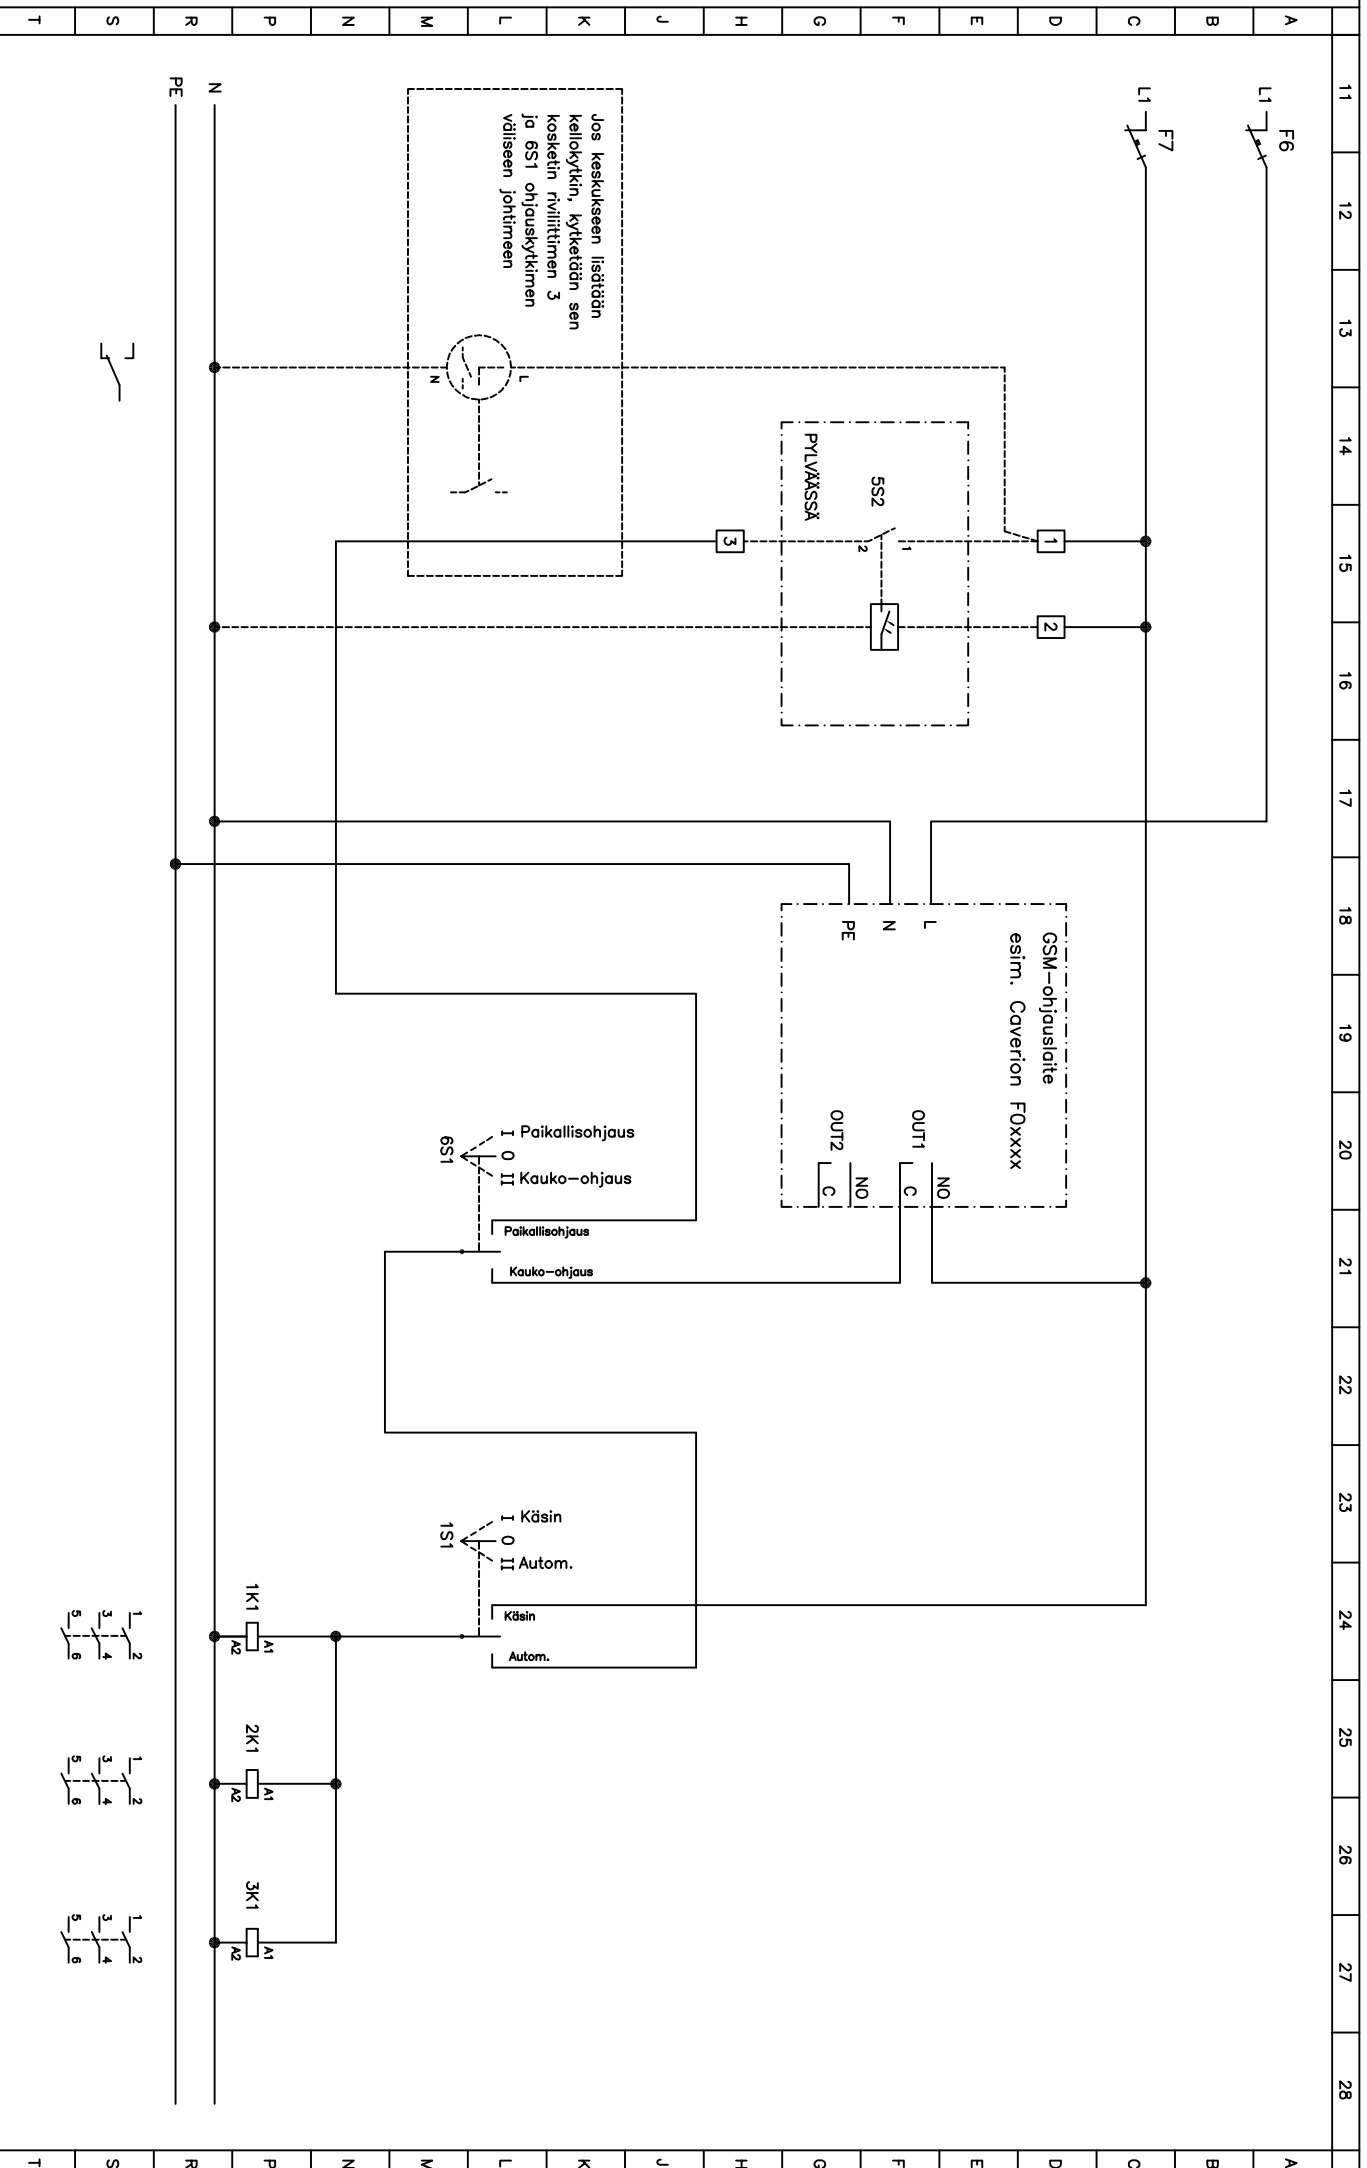 11 12 13 14 15 16 17 18 19 20 21 22 23 24 25 26 27 28
A
B
C
D
E
F
G
H
J
K
L
M
N
P
R
S
T
A
B
C
D
E
F
G
H
J
K
L
M
N
P
R
S
T
L1
F6
L1
F7
1
2
5S2
1
2
PYLVÄÄSSÄ
3
GSM-ohjauslaite
esim. Caverion FOxxxx
L
N
PE
OUT1
NO
C
OUT2
NO
C
Jos keskukseen lisätään
kellokytkin, kytketään sen
kosketin riviliittimen 3
ja 6S1 ohjauskytkimen
väliseen johtimeen
L
N
I Paikallisohjaus
0
II Kauko-ohjaus
6S1
Paikallisohjaus
Kauko-ohjaus
I Käsin
0
II Autom.
1S1
Käsin
Autom.
1K1
A1
A2
2K1
A1
A2
3K1
A1
A2
N
PE
1 2
3 4
5 6
1 2
3 4
5 6
1 2
3 4
5 6